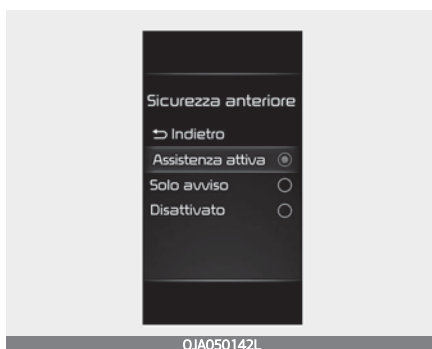 Sicurezza anteriore
Indietro
Assistenza attiva
Solo avviso
Disattivato
OJA050142L